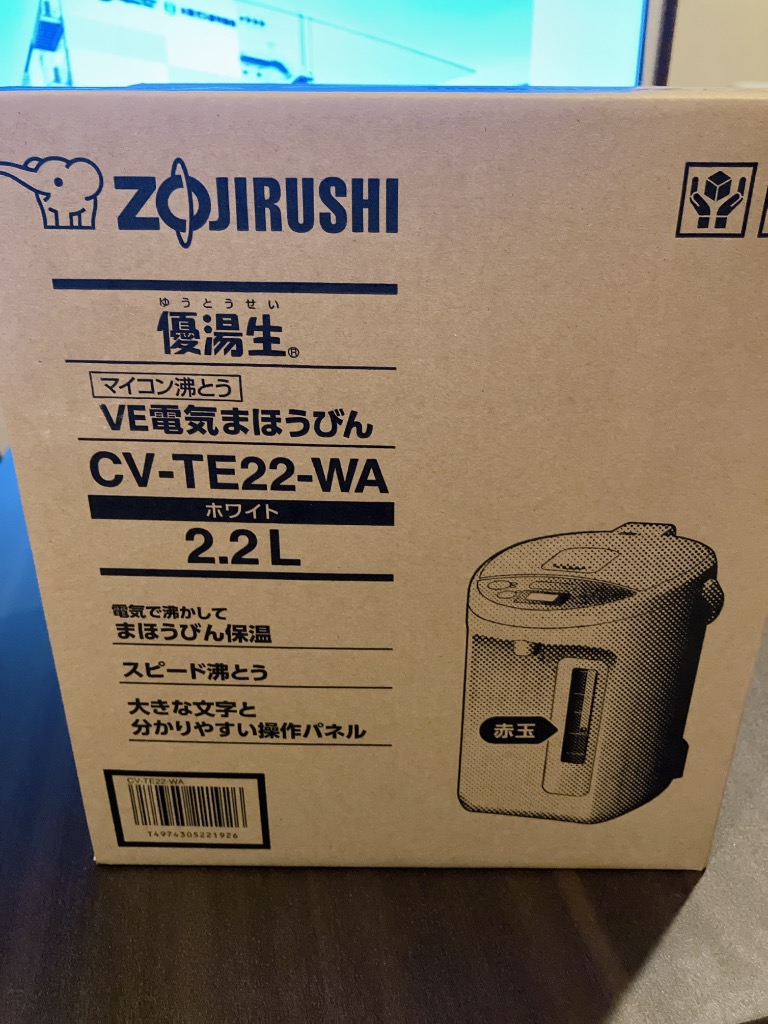 ZOJIRUSHI
ゆうとうせい
優湯生®
マイコン沸とう
VE電気まほうびん
CV-TE22-WA
ホワイト
2.2L
電気で沸かして
まほうびん保温
スピード沸とう
大きな文字と
分かりやすい操作パネル
赤玉
CV-TE22-WA
T4974305221926